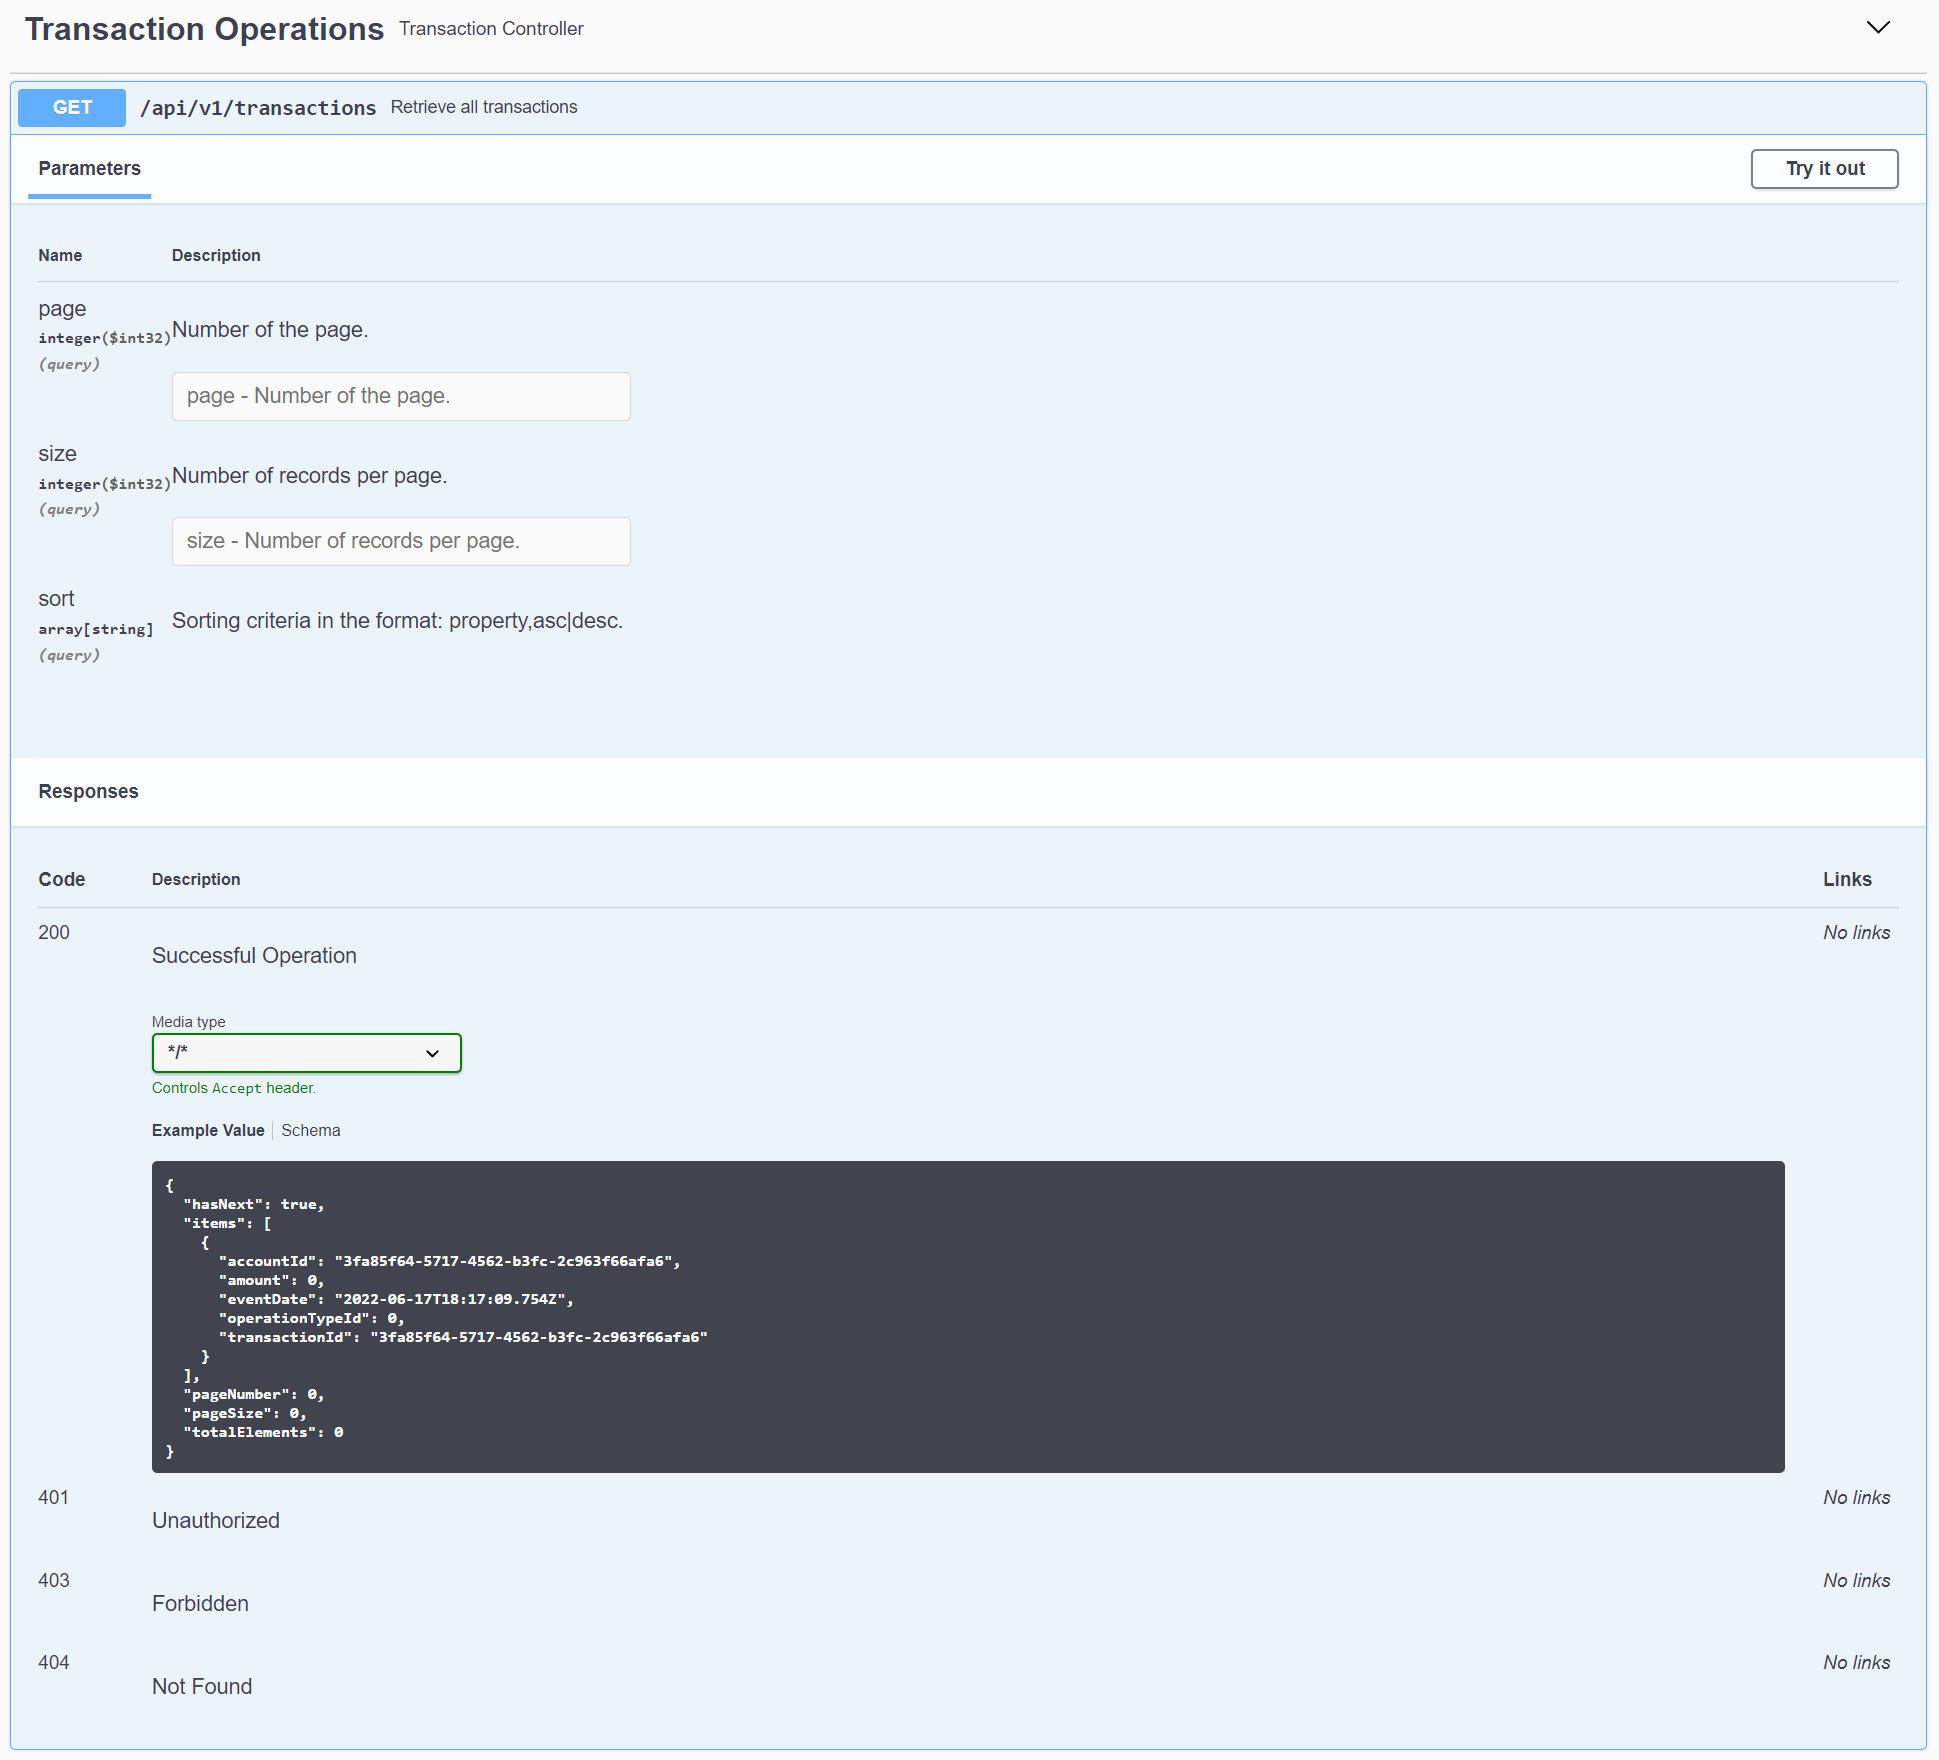 Transaction Operations Transaction Controller
GET /api/v1/transactions Retrieve all transactions
Parameters Try it out
Name Description
page
integer($int32)
(query)
Number of the page.
page - Number of the page.
size
integer($int32)
(query)
Number of records per page.
size - Number of records per page.
sort
array[string]
(query)
Sorting criteria in the format: property,asc|desc.
Responses
Code Description Links
200 No links
Successful Operation
Media type
*/*
Controls Accept header.
Example Value Schema
{
  "hasNext": true,
  "items": [
    {
      "accountId": "3fa85f64-5717-4562-b3fc-2c963f66afa6",
      "amount": 0,
      "eventDate": "2022-06-17T18:17:09.754Z",
      "operationTypeId": 0,
      "transactionId": "3fa85f64-5717-4562-b3fc-2c963f66afa6"
    }
  ],
  "pageNumber": 0,
  "pageSize": 0,
  "totalElements": 0
}
401 No links
Unauthorized
403 No links
Forbidden
404 No links
Not Found